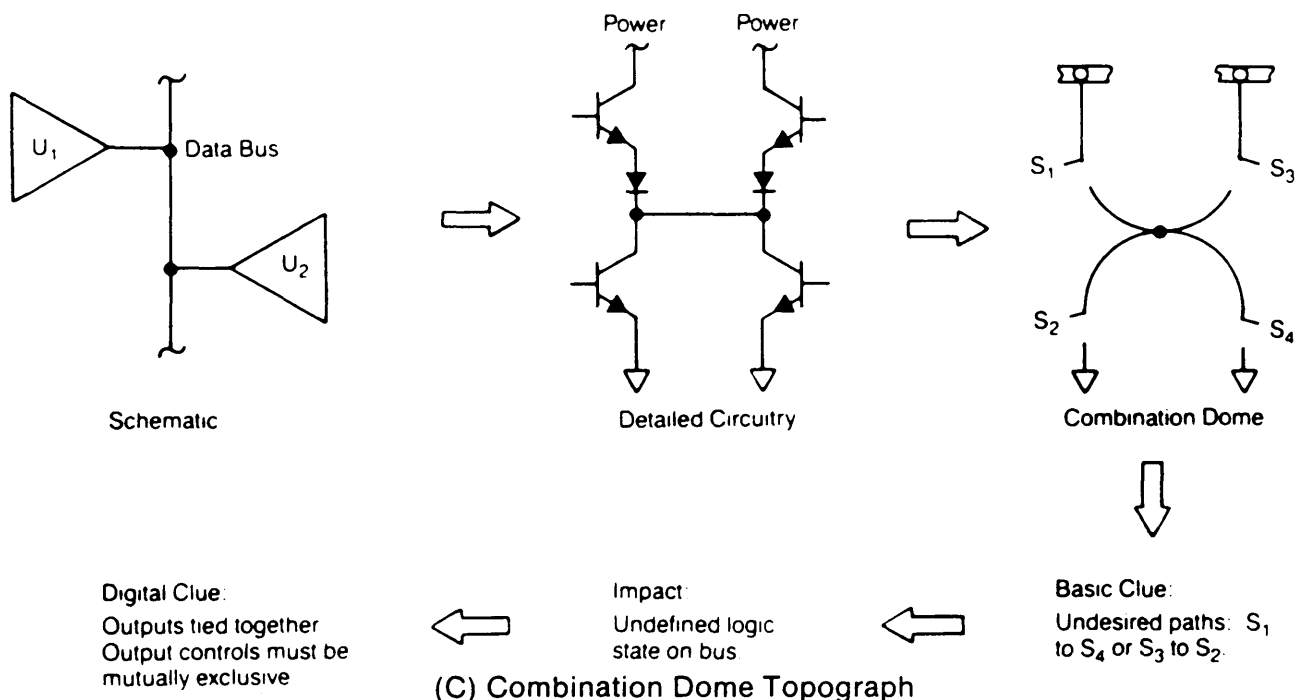 Power
Power
U1
Data Bus
U2
S1
S3
S2
S4
Schematic
Detailed Circuitry
Combination Dome
Digital Clue:
Outputs tied together
Output controls must be
mutually exclusive
Impact:
Undefined logic
state on bus.
Basic Clue:
Undesired paths: S1
to S4 or S3 to S2.
(C) Combination Dome Topograph